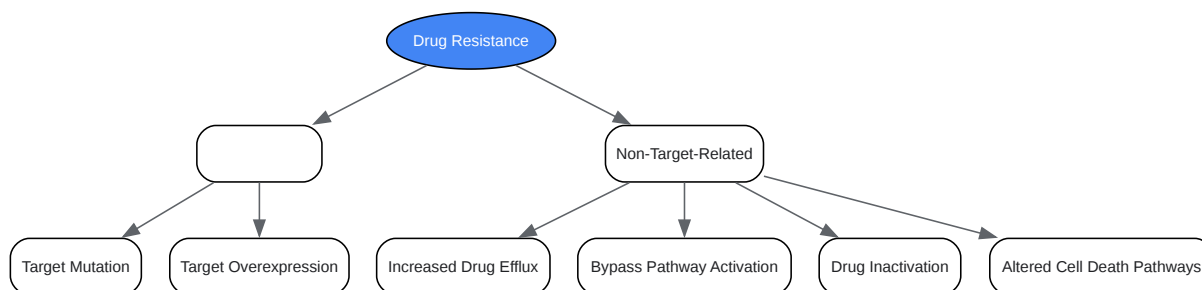 Drug Resistance
Non-Target-Related
Target Mutation
Target Overexpression
Increased Drug Efflux
Bypass Pathway Activation
Drug Inactivation
Altered Cell Death Pathways